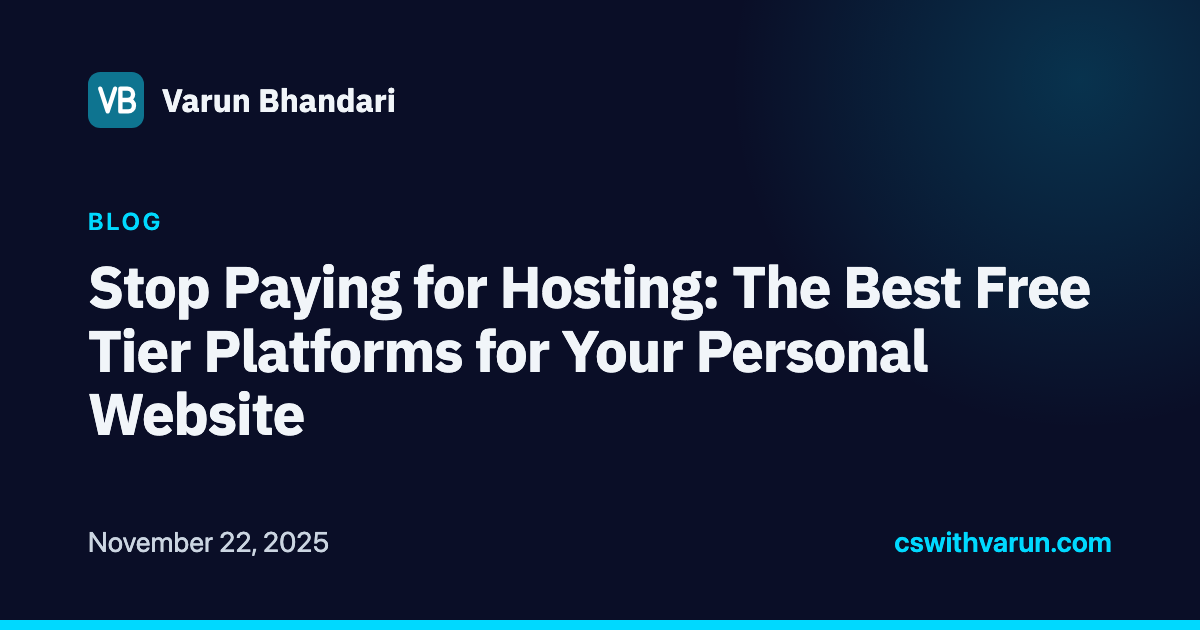 VB
Varun Bhandari
BLOG
Stop Paying for Hosting: The Best Free
Tier Platforms for Your Personal
Website
November 22, 2025
cswithvarun.com